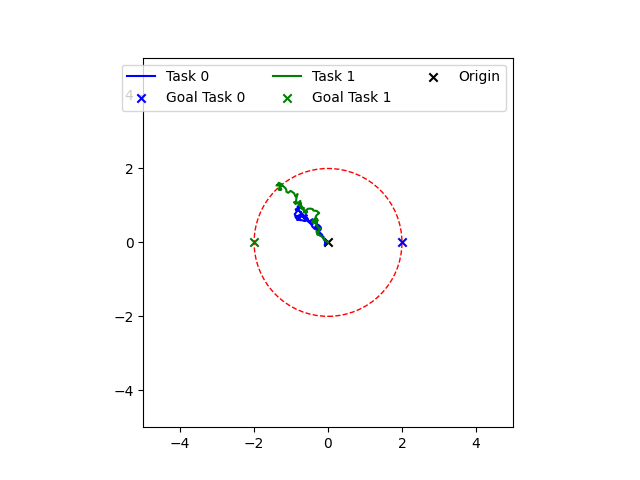 Task 0 Task 1 Origin
Goal Task 0 Goal Task 1
4
2
0
−2
−4
−4 −2 0 2 4